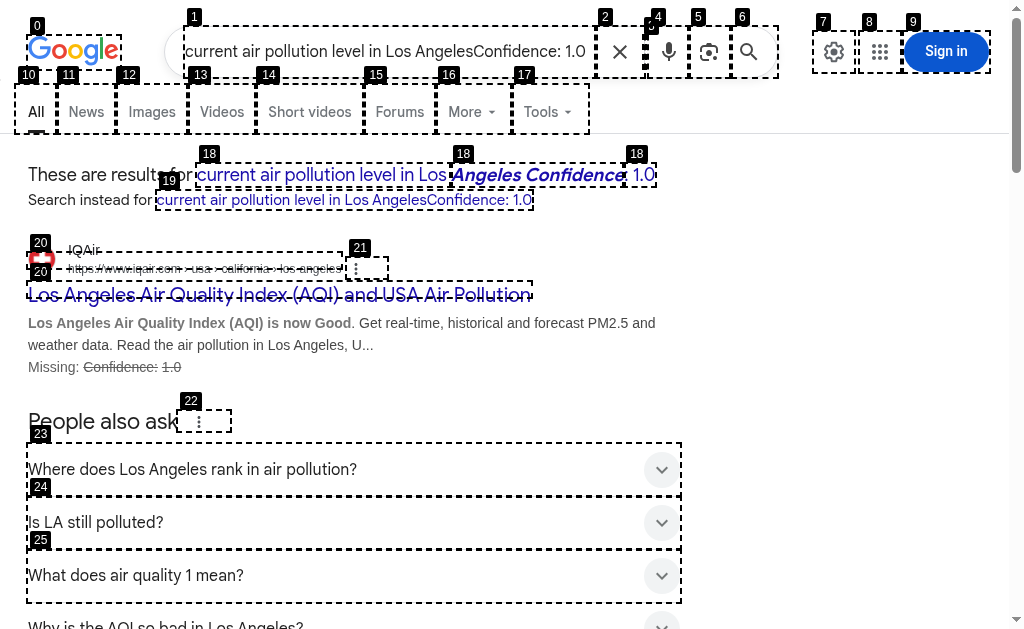 0 1 2 3 4 5 6 7 8 9
Google current air pollution level in Los AngelesConfidence: 1.0 Sign in
10 11 12 13 14 15 16 17
All News Images Videos Short videos Forums More Tools
18 18 18
These are results for current air pollution level in Los Angeles Confidence: 1.0
19
Search instead for current air pollution level in Los AngelesConfidence: 1.0
20 21
IQAir
https://www.iqair.com › usa › california › los-angeles
20
Los Angeles Air Quality Index (AQI) and USA Air Pollution
Los Angeles Air Quality Index (AQI) is now Good. Get real-time, historical and forecast PM2.5 and
weather data. Read the air pollution in Los Angeles, U...
Missing: Confidence: 1.0
22
People also ask
23
Where does Los Angeles rank in air pollution?
24
Is LA still polluted?
25
What does air quality 1 mean?
Why is the AQI so bad in Los Angeles?